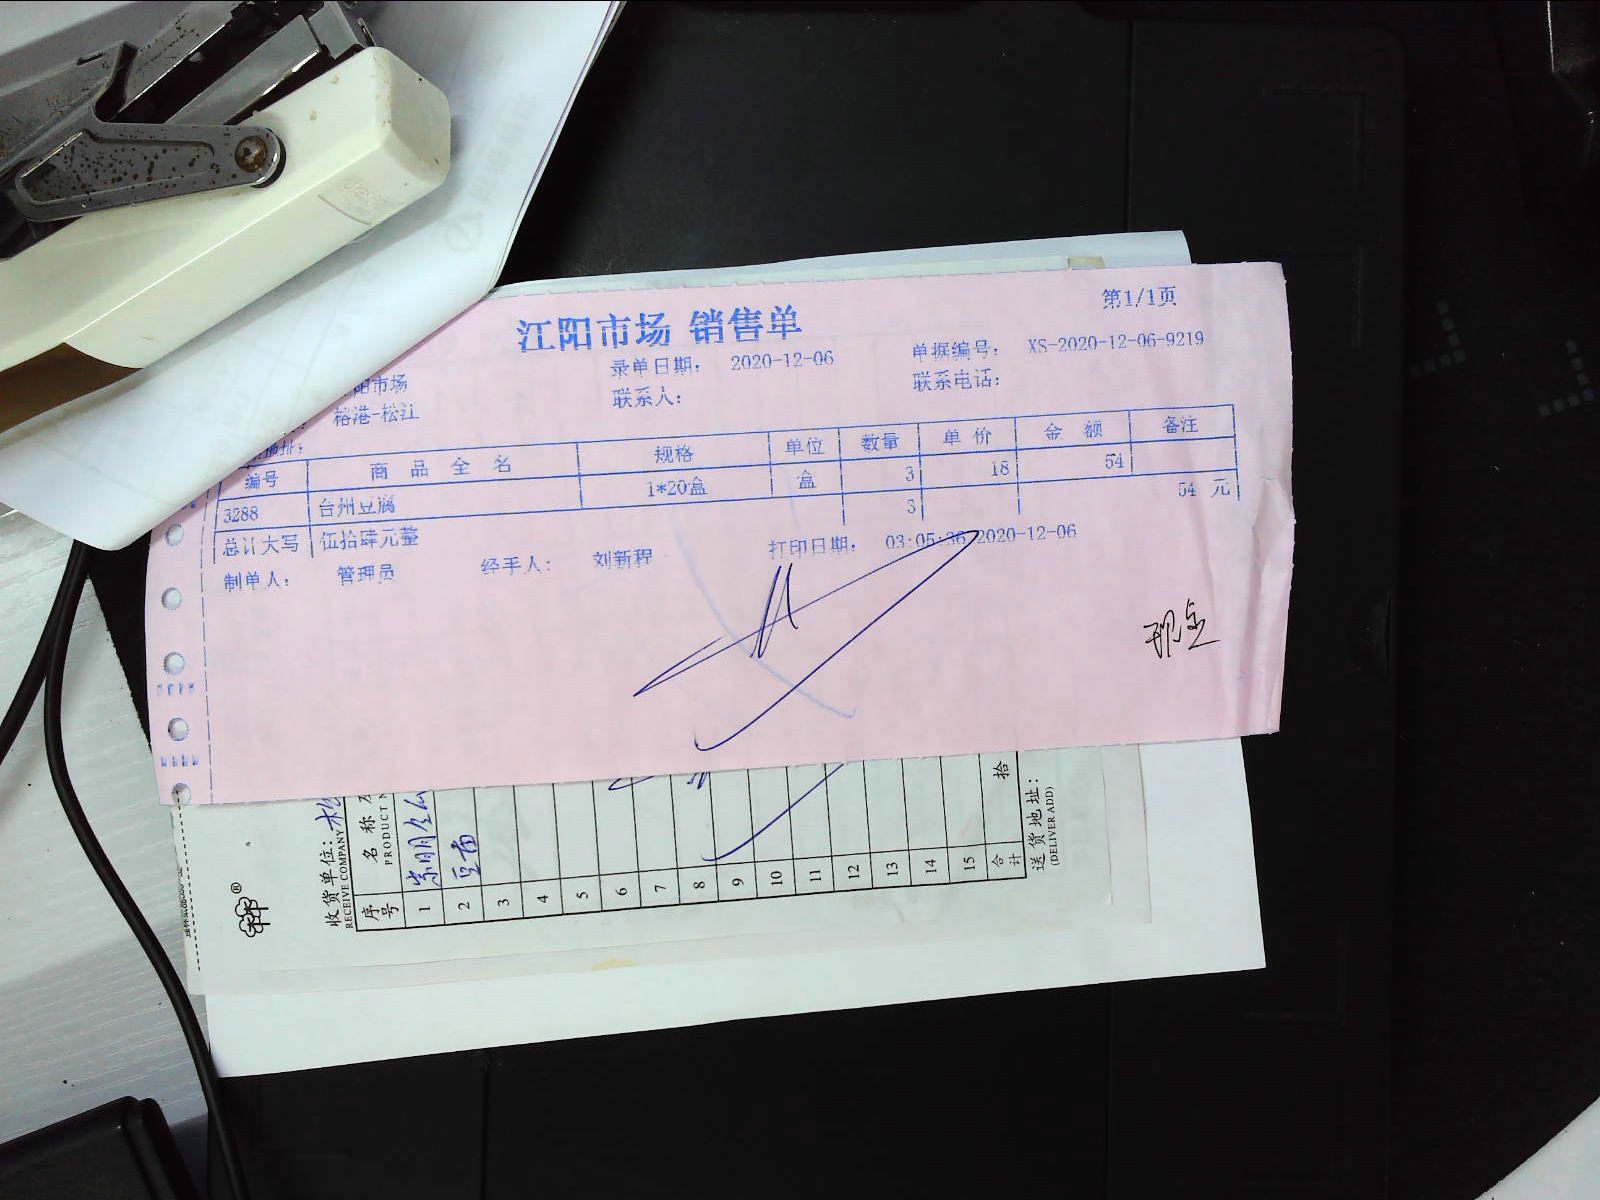 江阳市场 销售单
第1/1页
录单日期： 2020-12-06
单据编号： XS-2020-12-06-9219
阳市场
联系人：
联系电话：
榕港-松江
地址：
编号 商 品 全 名 规格 单位 数量 单 价 金 额 备注
3288 台州豆腐 1*20盒 盒 3 18 54
3
54 元
总计大写 伍拾肆元整
制单人： 管理员 经手人： 刘新程 打印日期： 03:05:36 2020-12-06
现金
收货单位：
RECEIVE COMPANY
序号 名 称
PRODUCT
1
2
3
4
5
6
7
8
9
10
11
12
13
14
15
合计 拾
送货地址：
(DELIVER ADD)
deli